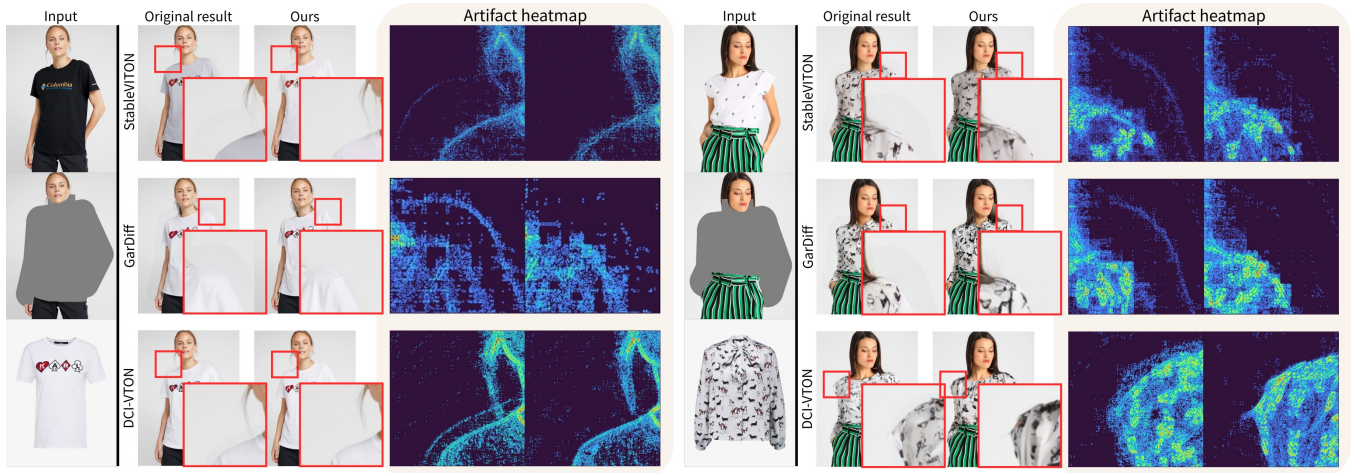 Input
Original result
Ours
Artifact heatmap
Columbia
StableVITON
GarDiff
DCI-VTON
KARL
Input
Original result
Ours
Artifact heatmap
StableVITON
GarDiff
DCI-VTON